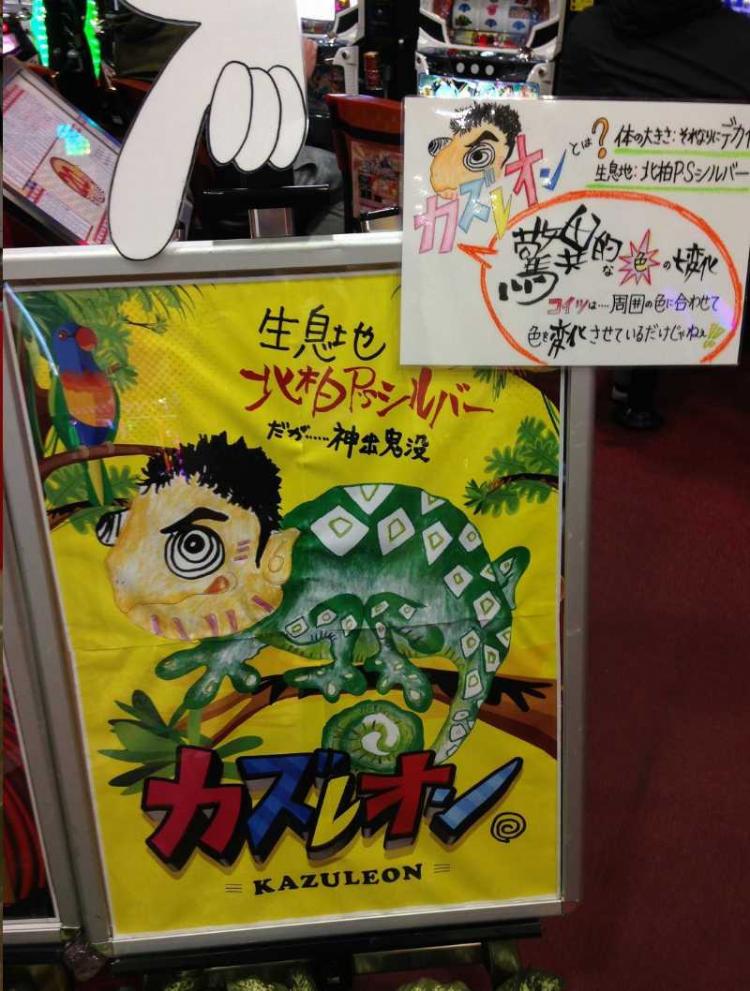 カズレオンとは?
体の大きさ:それなりにデカイ
生息地:北柏P.Sシルバー
驚異的な色の七変化
コイツは……周囲の色に合わせて
色を変化させているだけじゃねぇ!!!
生息地
北柏P.Sシルバー
だが……神出鬼没
カズレオン
KAZULEON